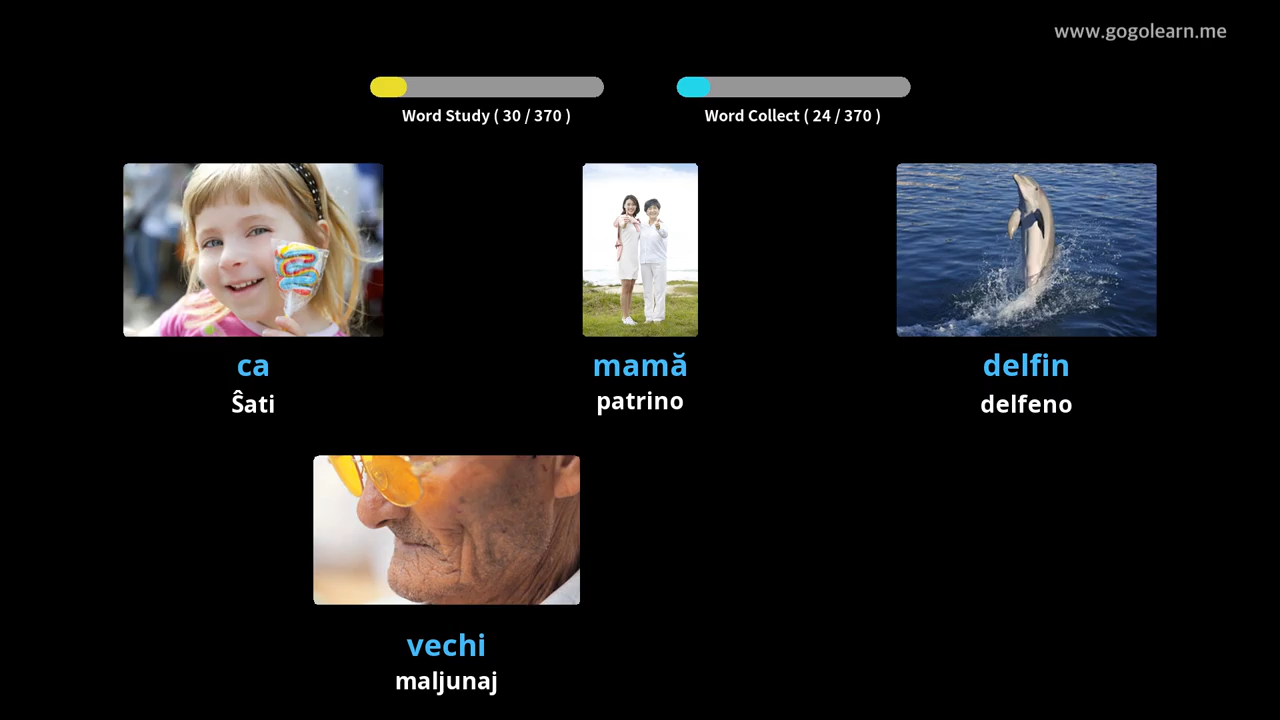 www.gogolearn.me
Word Study ( 30 / 370 )
Word Collect ( 24 / 370 )
ca
Ŝati
mamă
patrino
delfin
delfeno
vechi
maljunaj